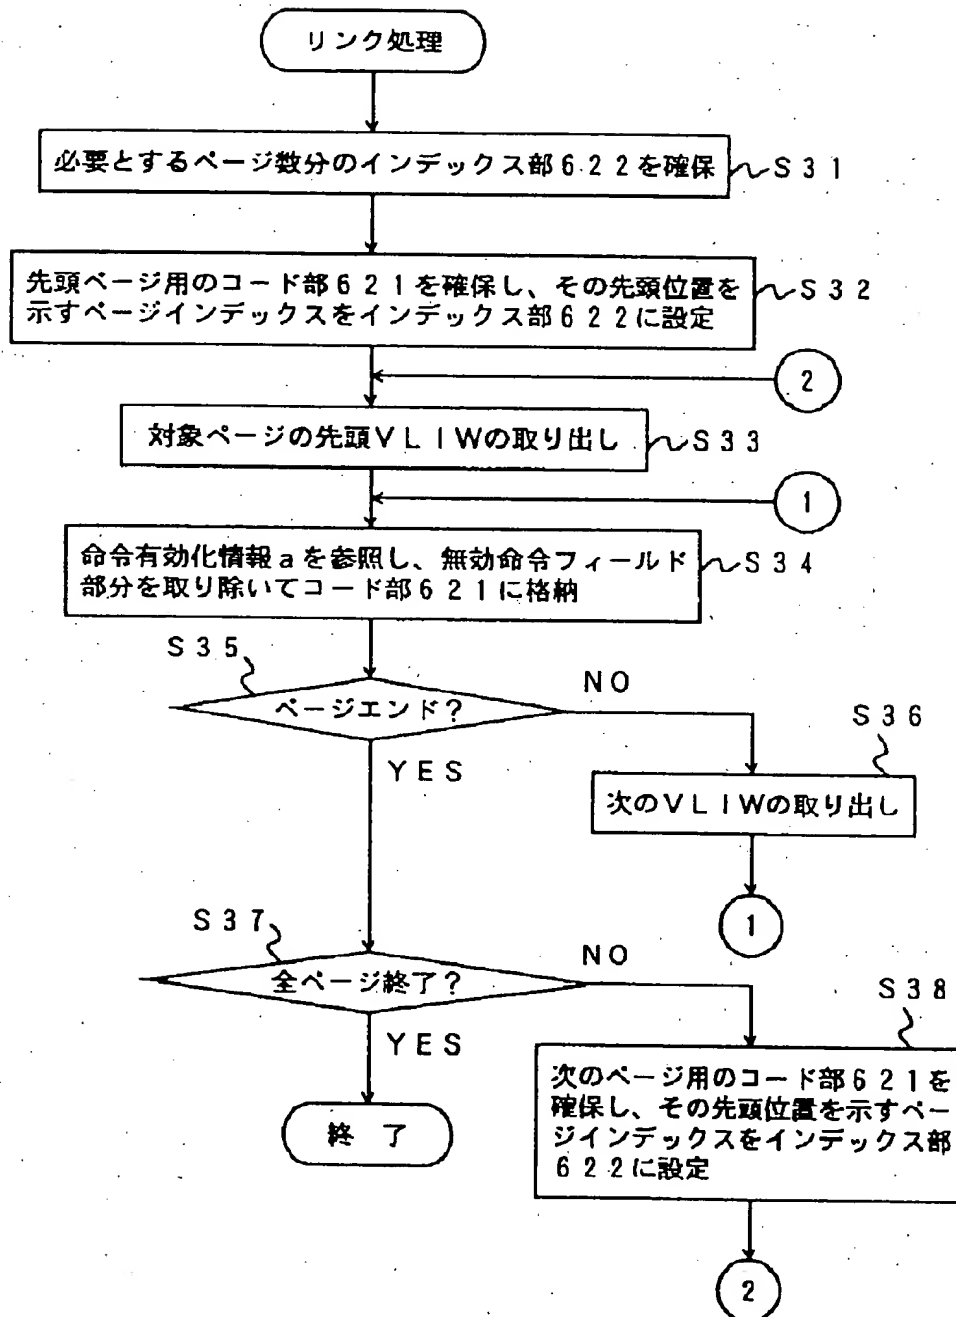 リンク処理
必要とするページ数分のインデックス部622を確保
S31
先頭ページ用のコード部621を確保し、その先頭位置を
示すページインデックスをインデックス部622に設定
S32
2
対象ページの先頭VLIWの取り出し
S33
1
命令有効化情報aを参照し、無効命令フィールド
部分を取り除いてコード部621に格納
S34
S35
ページエンド?
NO
YES
S36
次のVLIWの取り出し
1
S37
全ページ終了?
NO
YES
S38
次のページ用のコード部621を
確保し、その先頭位置を示すペー
ジインデックスをインデックス部
622に設定
終了
2